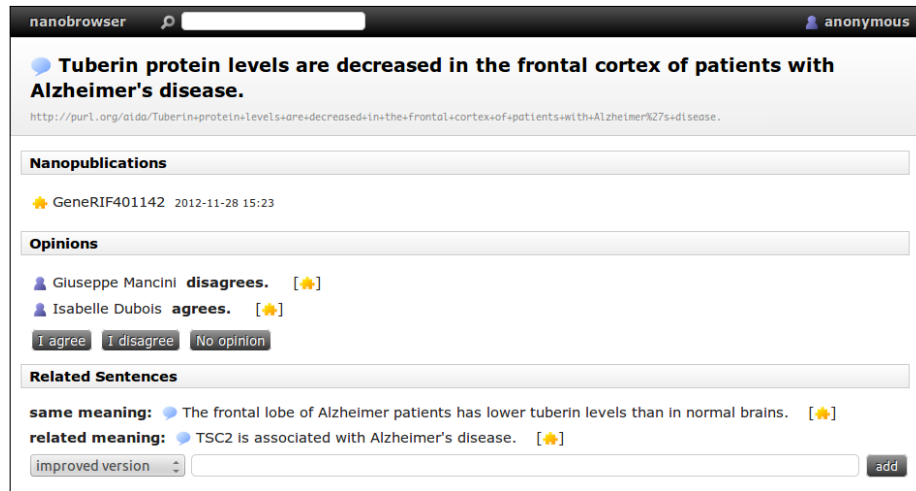 nanobrowser anonymous
Tuberin protein levels are decreased in the frontal cortex of patients with
Alzheimer's disease.
http://purl.org/aida/Tuberin+protein+levels+are+decreased+in+the+frontal+cortex+of+patients+with+Alzheimer%27s+disease.
Nanopublications
GeneRIF401142 2012-11-28 15:23
Opinions
Giuseppe Mancini disagrees. [ ]
Isabelle Dubois agrees. [ ]
I agree I disagree No opinion
Related Sentences
same meaning: The frontal lobe of Alzheimer patients has lower tuberin levels than in normal brains. [ ]
related meaning: TSC2 is associated with Alzheimer's disease. [ ]
improved version add